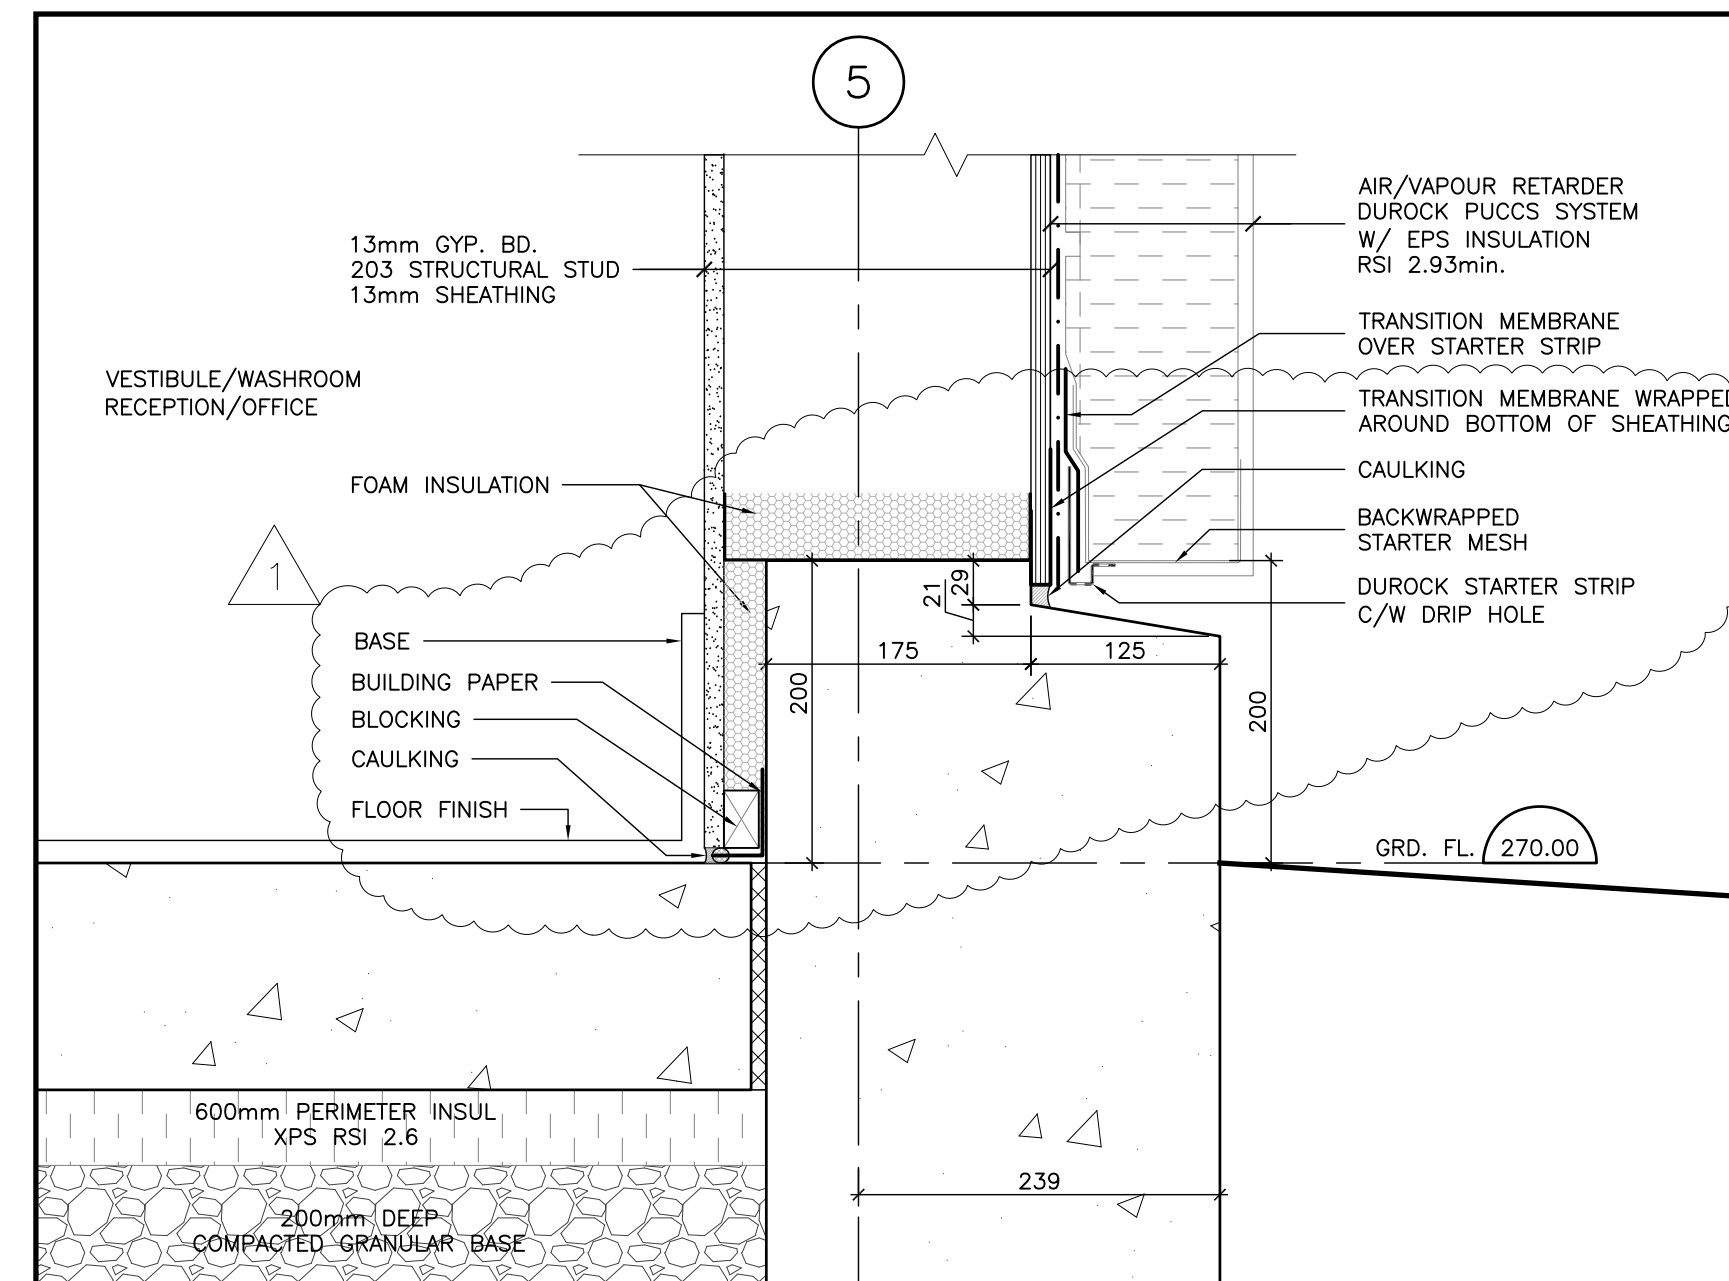 5
13mm GYP. BD.
203 STRUCTURAL STUD
13mm SHEATHING
VESTIBULE/WASHROOM
RECEPTION/OFFICE
FOAM INSULATION
1
BASE
BUILDING PAPER
BLOCKING
CAULKING
FLOOR FINISH
AIR/VAPOUR RETARDER
DUROCK PUCCS SYSTEM
W/ EPS INSULATION
RSI 2.93min.
TRANSITION MEMBRANE
OVER STARTER STRIP
TRANSITION MEMBRANE WRAPPED
AROUND BOTTOM OF SHEATHING
CAULKING
BACKWRAPPED
STARTER MESH
DUROCK STARTER STRIP
C/W DRIP HOLE
21
29
175
125
200
200
GRD. FL. 270.00
600mm PERIMETER INSUL
XPS RSI 2.6
239
200mm DEEP
COMPACTED GRANULAR BASE